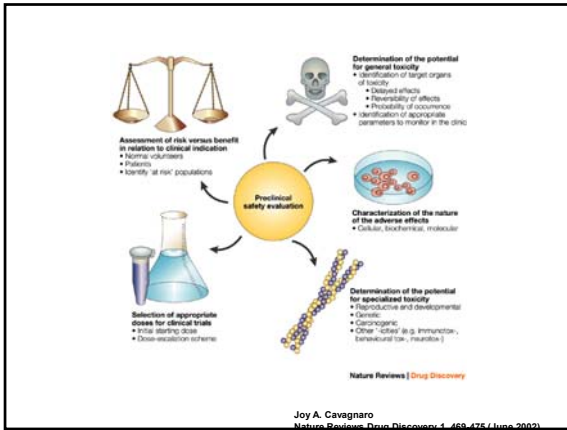 Determination of the potential
for general toxicity
• Identification of target organs
of toxicity
• Delayed effects
• Reversibility of effects
• Probability of occurrence
• Identification of appropriate
parameters to monitor in the clinic
Assessment of risk versus benefit
in relation to clinical indication
• Normal volunteers
• Patients
• Identify 'at risk' populations
Preclinical
safety evaluation
Characterization of the nature
of the adverse effects
• Cellular, biochemical, molecular
Selection of appropriate
doses for clinical trials
• Initial starting dose
• Dose-escalation scheme
Determination of the potential
for specialized toxicity
• Reproductive and developmental
• Genetic
• Carcinogenic
• Other '-icities' (e.g. immunotox-,
behavioural tox-, neurotox-)
Nature Reviews | Drug Discovery
Joy A. Cavagnaro
Nature Reviews Drug Discovery 1, 469-475 (June 2002)